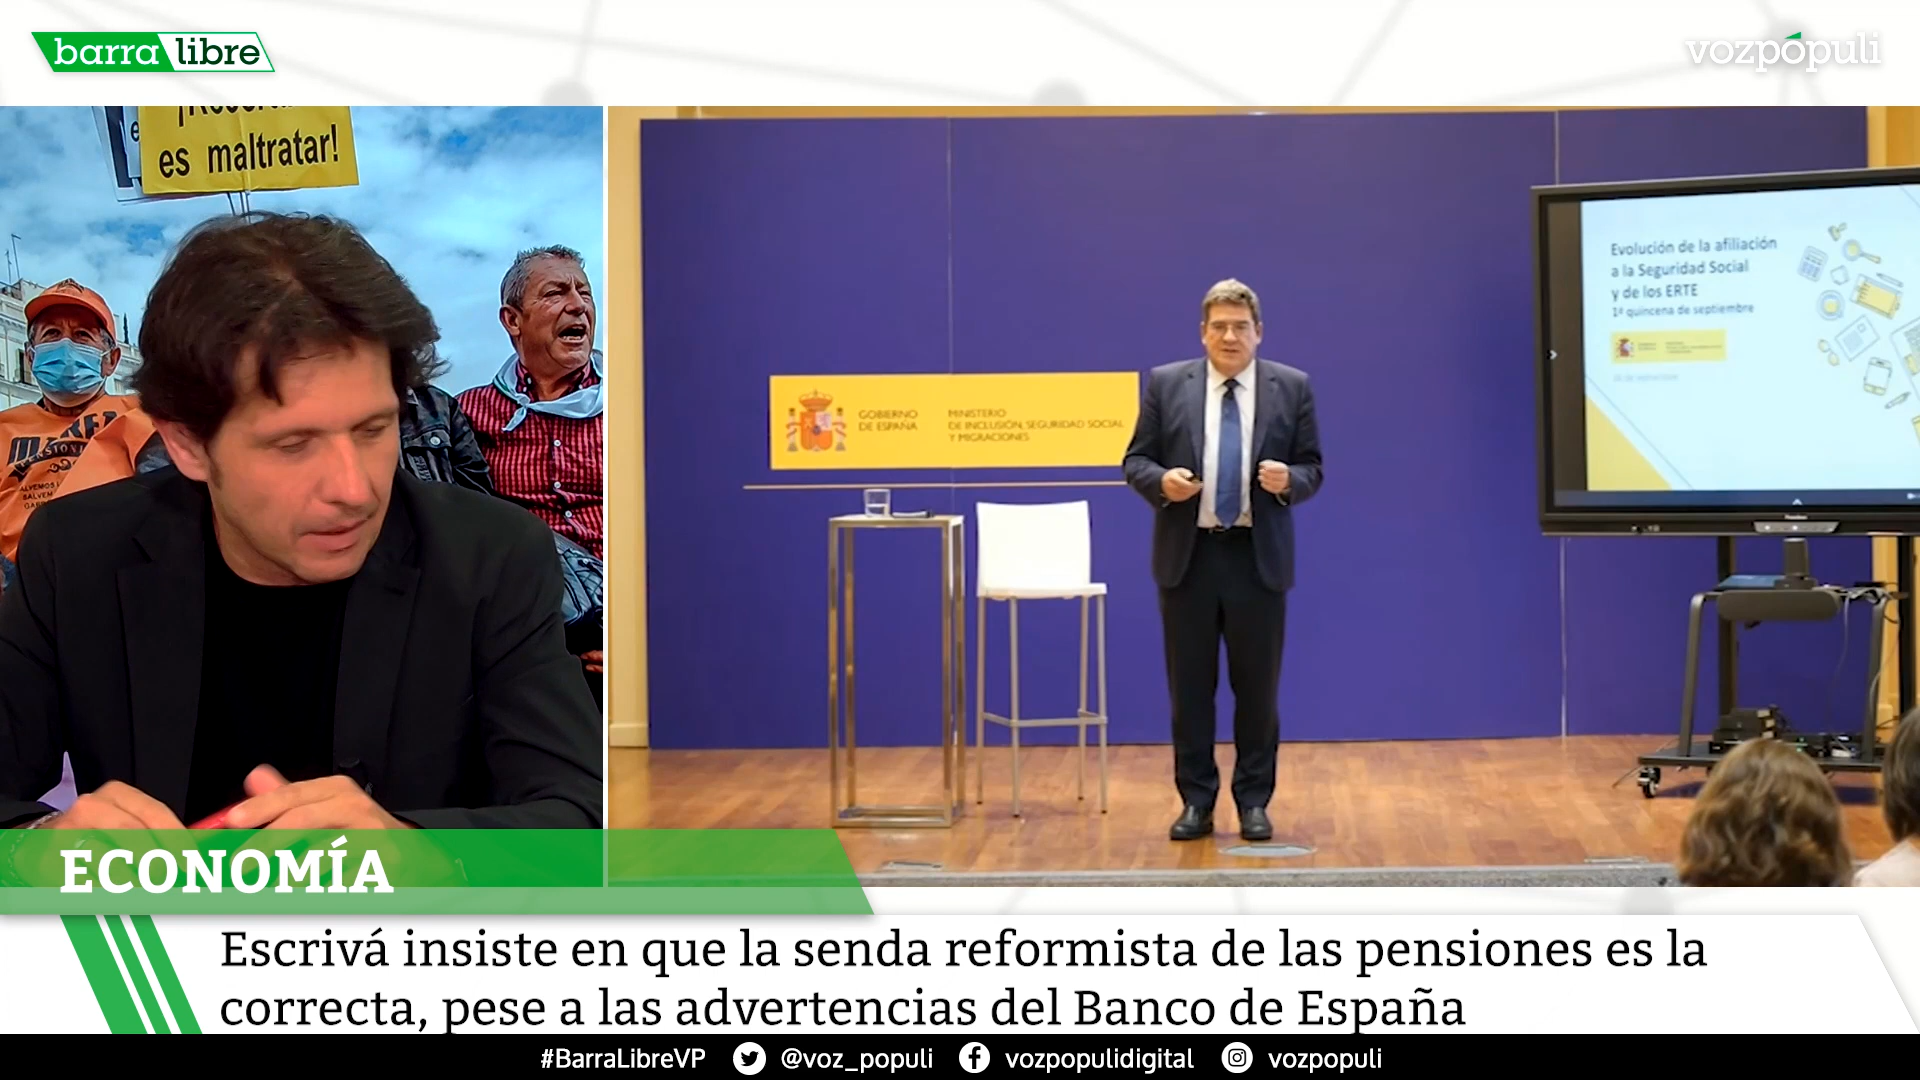 barra libre
vozpópuli
es maltratar!
GOBIERNO
DE ESPAÑA
MINISTERIO
DE INCLUSIÓN, SEGURIDAD SOCIAL
Y MIGRACIONES
Evolución de la afiliación
a la Seguridad Social
y de los ERTE
1ª quincena de septiembre
ECONOMÍA
Escrivá insiste en que la senda reformista de las pensiones es la
correcta, pese a las advertencias del Banco de España
#BarraLibreVP @voz_populi vozpopulidigital vozpopuli